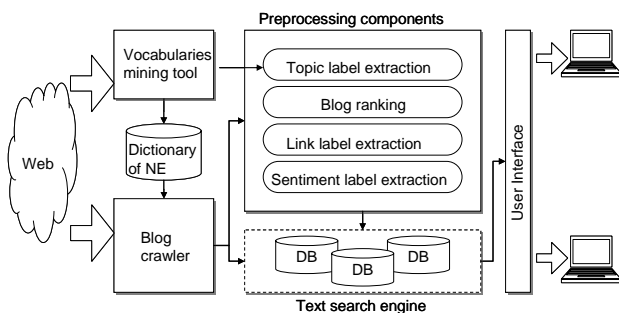 Preprocessing components
Vocabularies
mining tool
Topic label extraction
Blog ranking
Link label extraction
Sentiment label extraction
Web
Dictionary
of NE
Blog
crawler
DB
DB
DB
Text search engine
User Interface